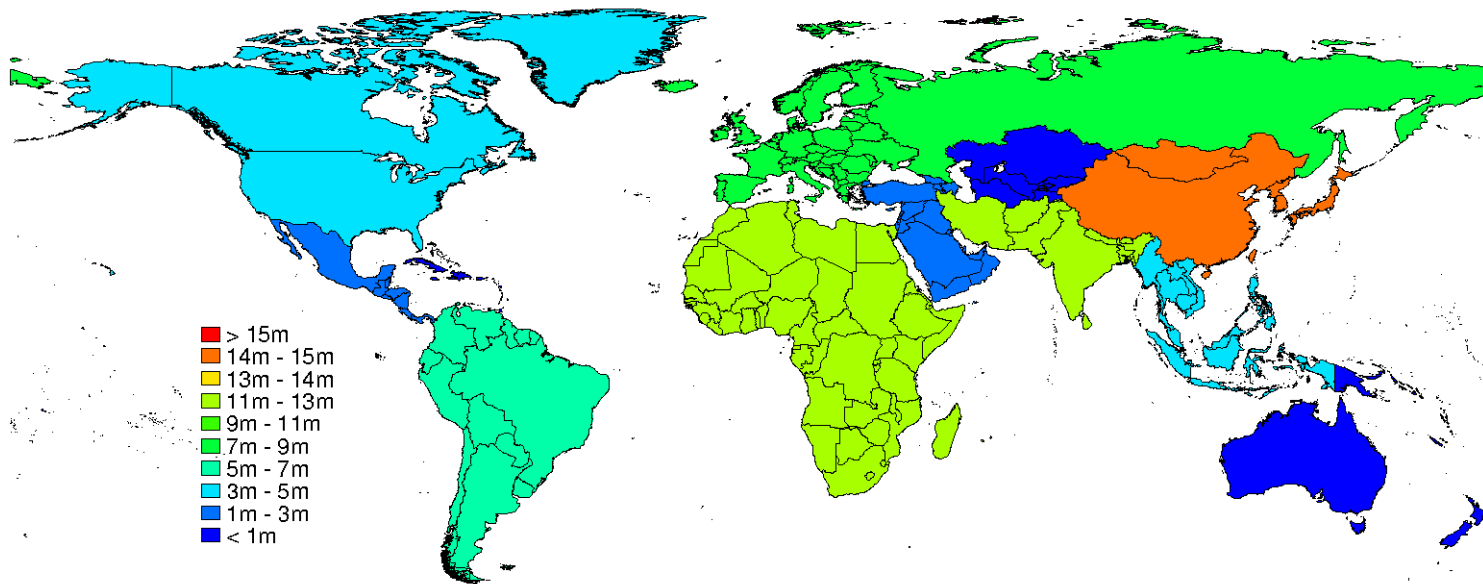 > 15m
14m - 15m
13m - 14m
11m - 13m
9m - 11m
7m - 9m
5m - 7m
3m - 5m
1m - 3m
< 1m